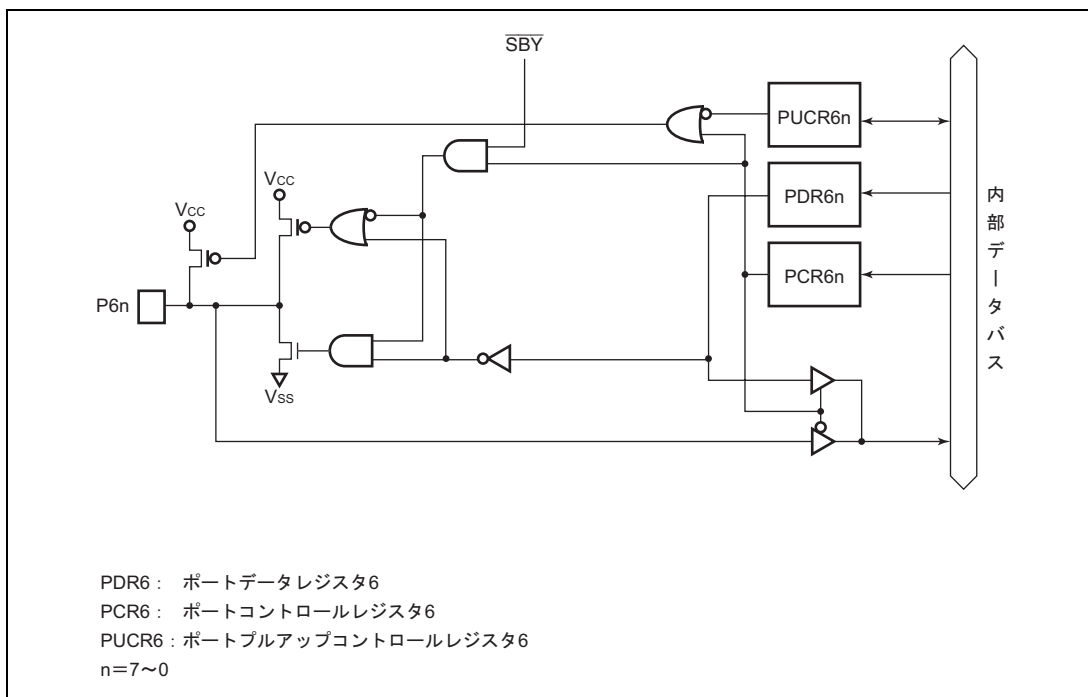 SBY
PUCR6n
PDR6n
PCR6n
VCC
VCC
P6n
VSS
内部データバス
PDR6： ポートデータレジスタ6
PCR6： ポートコントロールレジスタ6
PUCR6：ポートプルアップコントロールレジスタ6
n＝7～0